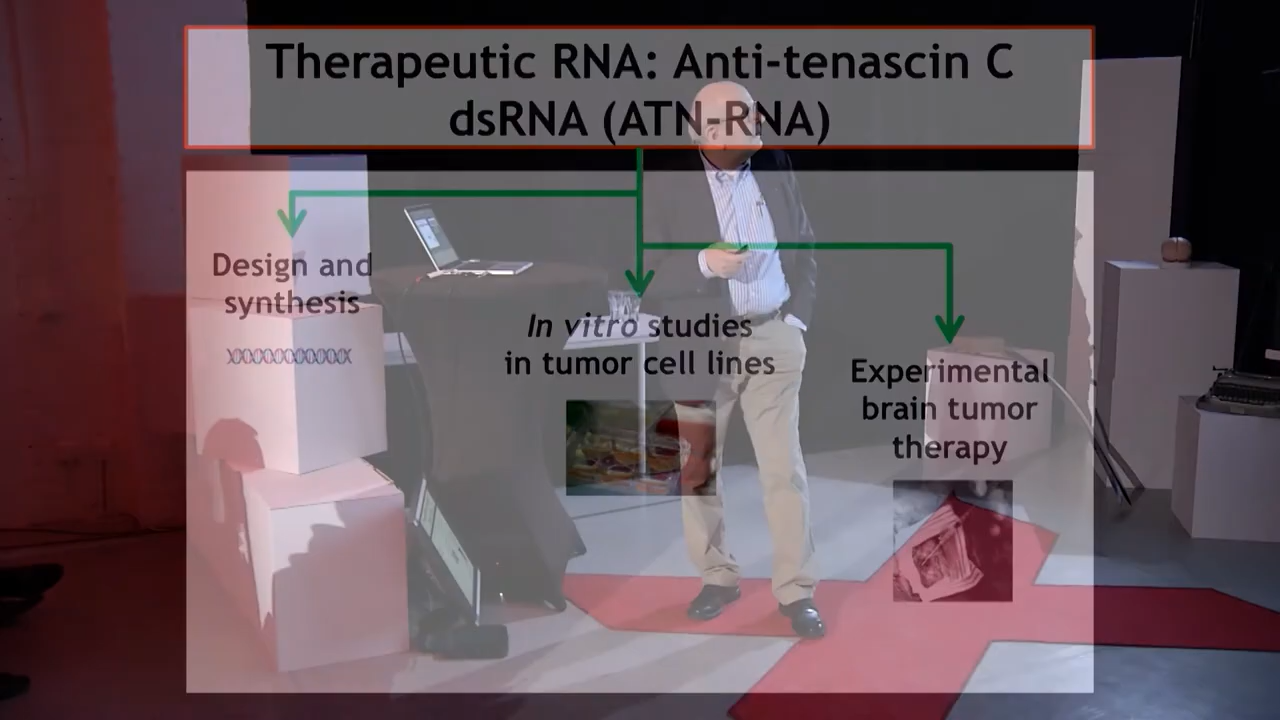 Therapeutic RNA: Anti-tenascin C
dsRNA (ATN-RNA)
Design and
synthesis
In vitro studies
in tumor cell lines
Experimental
brain tumor
therapy